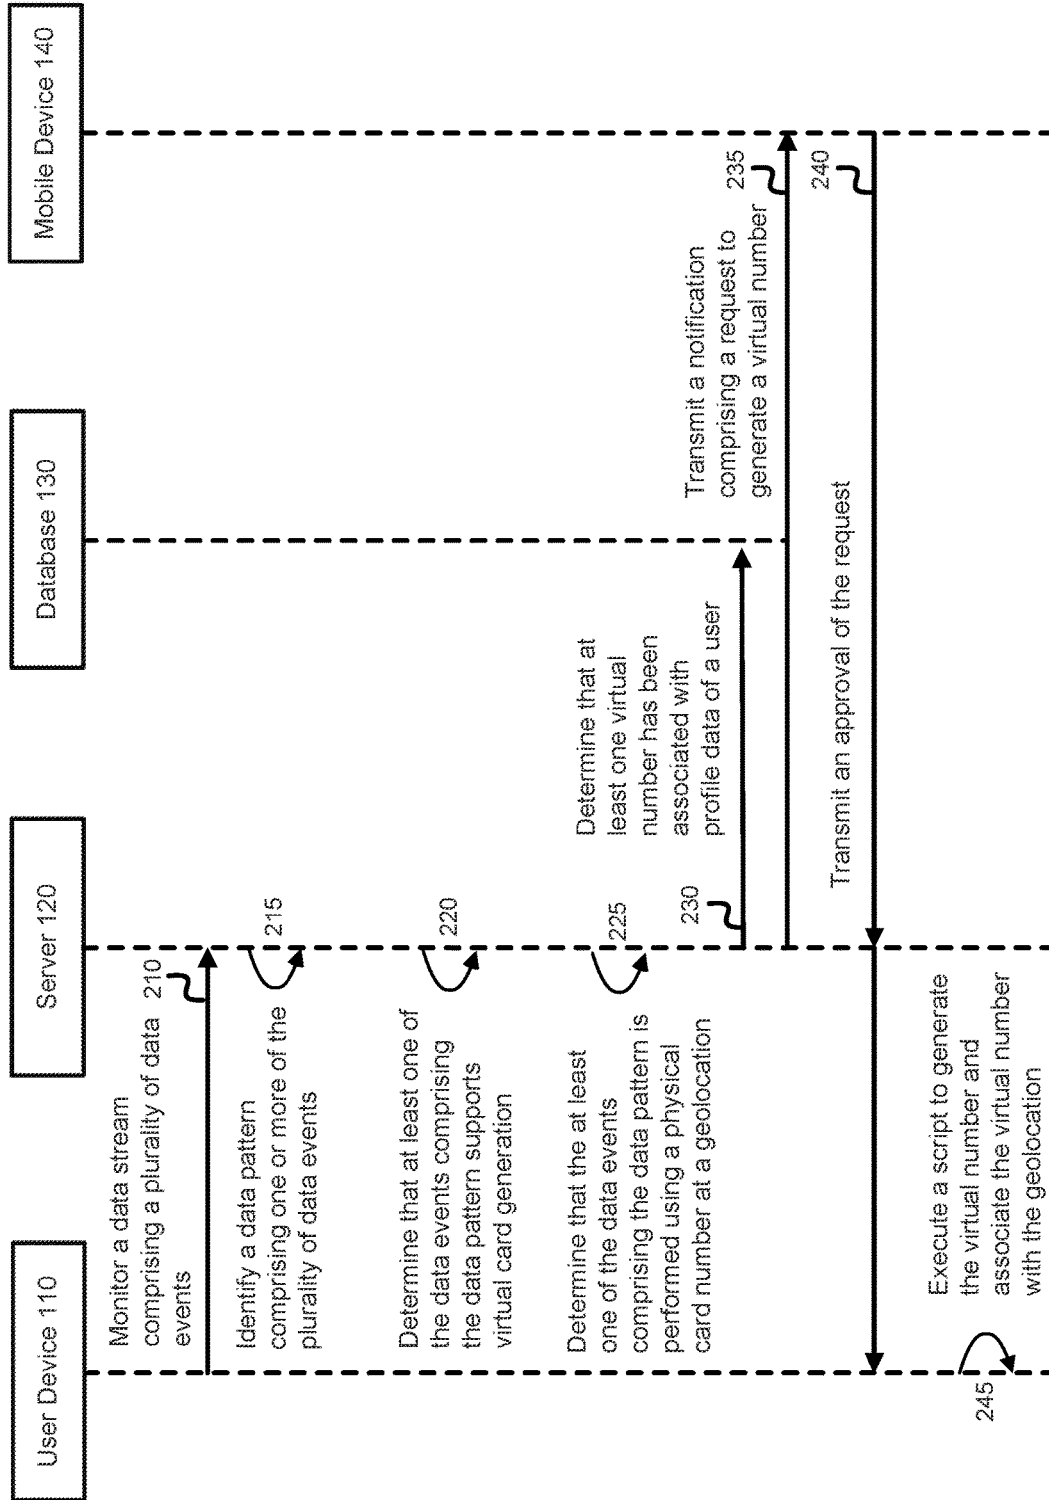 User Device 110
Server 120
Database 130
Mobile Device 140
Monitor a data stream
comprising a plurality of data
events
210
Identify a data pattern
comprising one or more of the
plurality of data events
215
Determine that at least one of
the data events comprising
the data pattern supports
virtual card generation
220
Determine that the at least
one of the data events
comprising the data pattern is
performed using a physical
card number at a geolocation
225
Determine that at
least one virtual
number has been
associated with
profile data of a user
230
Transmit a notification
comprising a request to
generate a virtual number
235
Transmit an approval of the request
240
Execute a script to generate
the virtual number and
associate the virtual number
with the geolocation
245